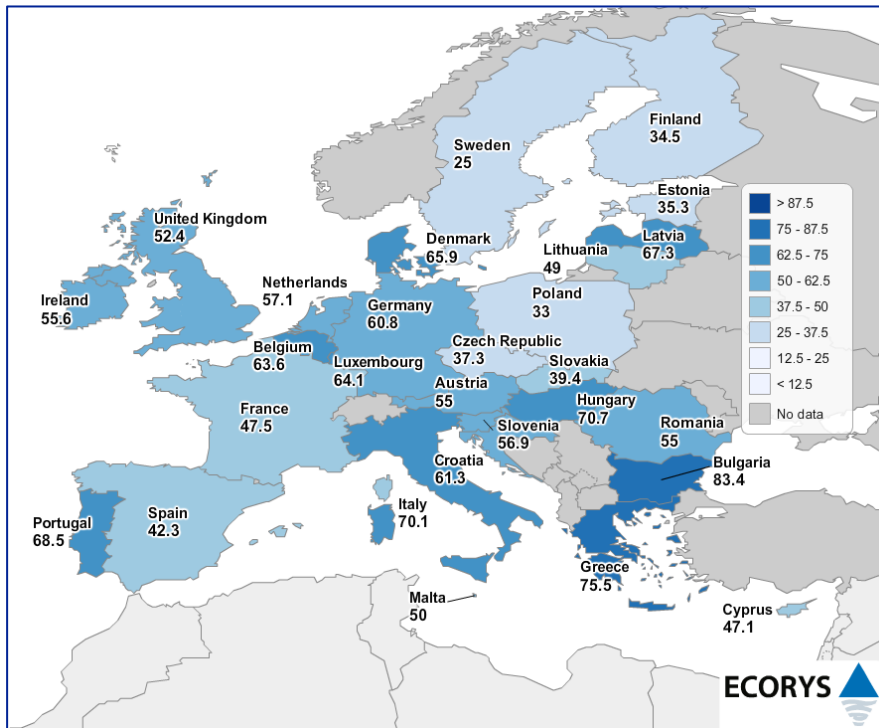 Finland
34.5
Sweden
25
Estonia
35.3
United Kingdom
52.4
Denmark
65.9
Latvia
67.3
Lithuania
49
Netherlands
57.1
Ireland
55.6
Germany
60.8
Poland
33
Belgium
63.6
Luxembourg
64.1
Czech Republic
37.3
Slovakia
39.4
Austria
55
France
47.5
Hungary
70.7
Slovenia
56.9
Romania
55
Croatia
61.3
Bulgaria
83.4
Portugal
68.5
Spain
42.3
Italy
70.1
Greece
75.5
Malta
50
Cyprus
47.1
> 87.5
75 - 87.5
62.5 - 75
50 - 62.5
37.5 - 50
25 - 37.5
12.5 - 25
< 12.5
No data
ECORYS